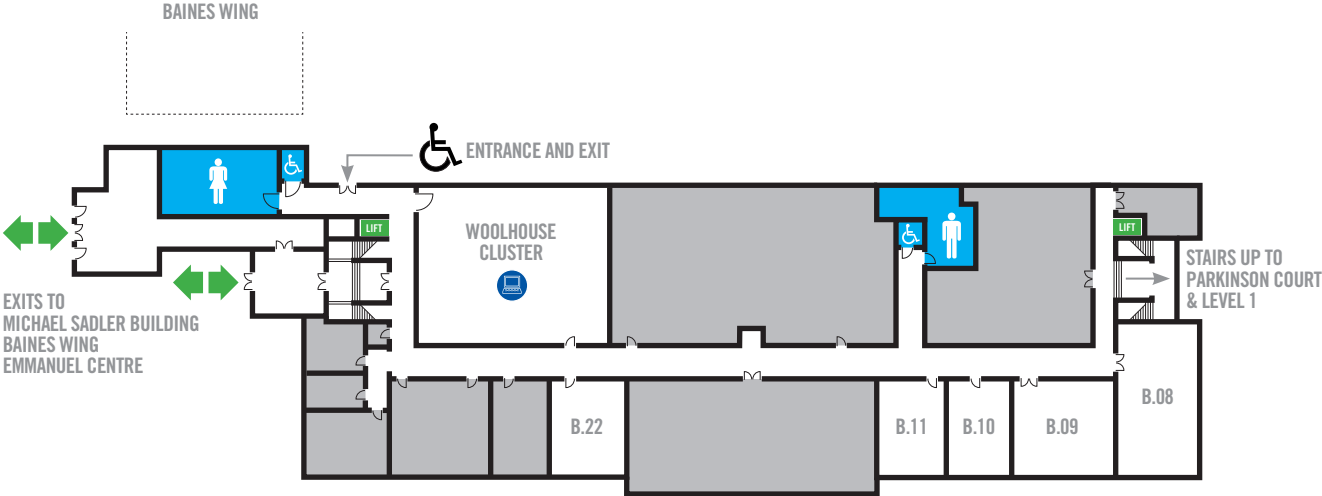 BAINES WING
ENTRANCE AND EXIT
LIFT
WOOLHOUSE
CLUSTER
LIFT
STAIRS UP TO
PARKINSON COURT
& LEVEL 1
EXITS TO
MICHAEL SADLER BUILDING
BAINES WING
EMMANUEL CENTRE
B.22
B.11
B.10
B.09
B.08